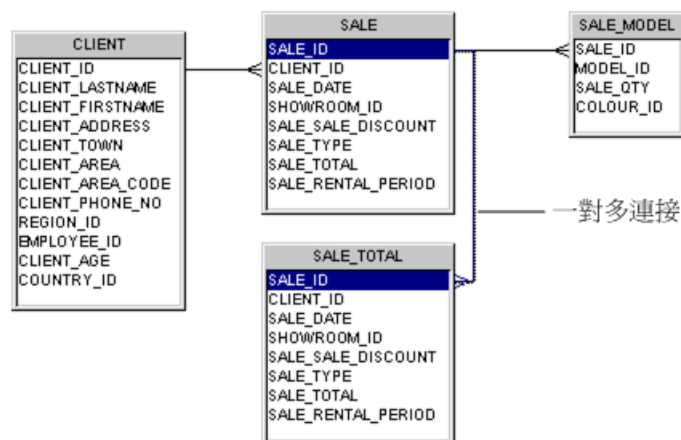 CLIENT
CLIENT_ID
CLIENT_LASTNAME
CLIENT_FIRSTNAME
CLIENT_ADDRESS
CLIENT_TOWN
CLIENT_AREA
CLIENT_AREA_CODE
CLIENT_PHONE_NO
REGION_ID
EMPLOYEE_ID
CLIENT_AGE
COUNTRY_ID
SALE
SALE_ID
CLIENT_ID
SALE_DATE
SHOWROOM_ID
SALE_SALE_DISCOUNT
SALE_TYPE
SALE_TOTAL
SALE_RENTAL_PERIOD
SALE_MODEL
SALE_ID
MODEL_ID
SALE_QTY
COLOUR_ID
一對多連接
SALE_TOTAL
SALE_ID
CLIENT_ID
SALE_DATE
SHOWROOM_ID
SALE_SALE_DISCOUNT
SALE_TYPE
SALE_TOTAL
SALE_RENTAL_PERIOD